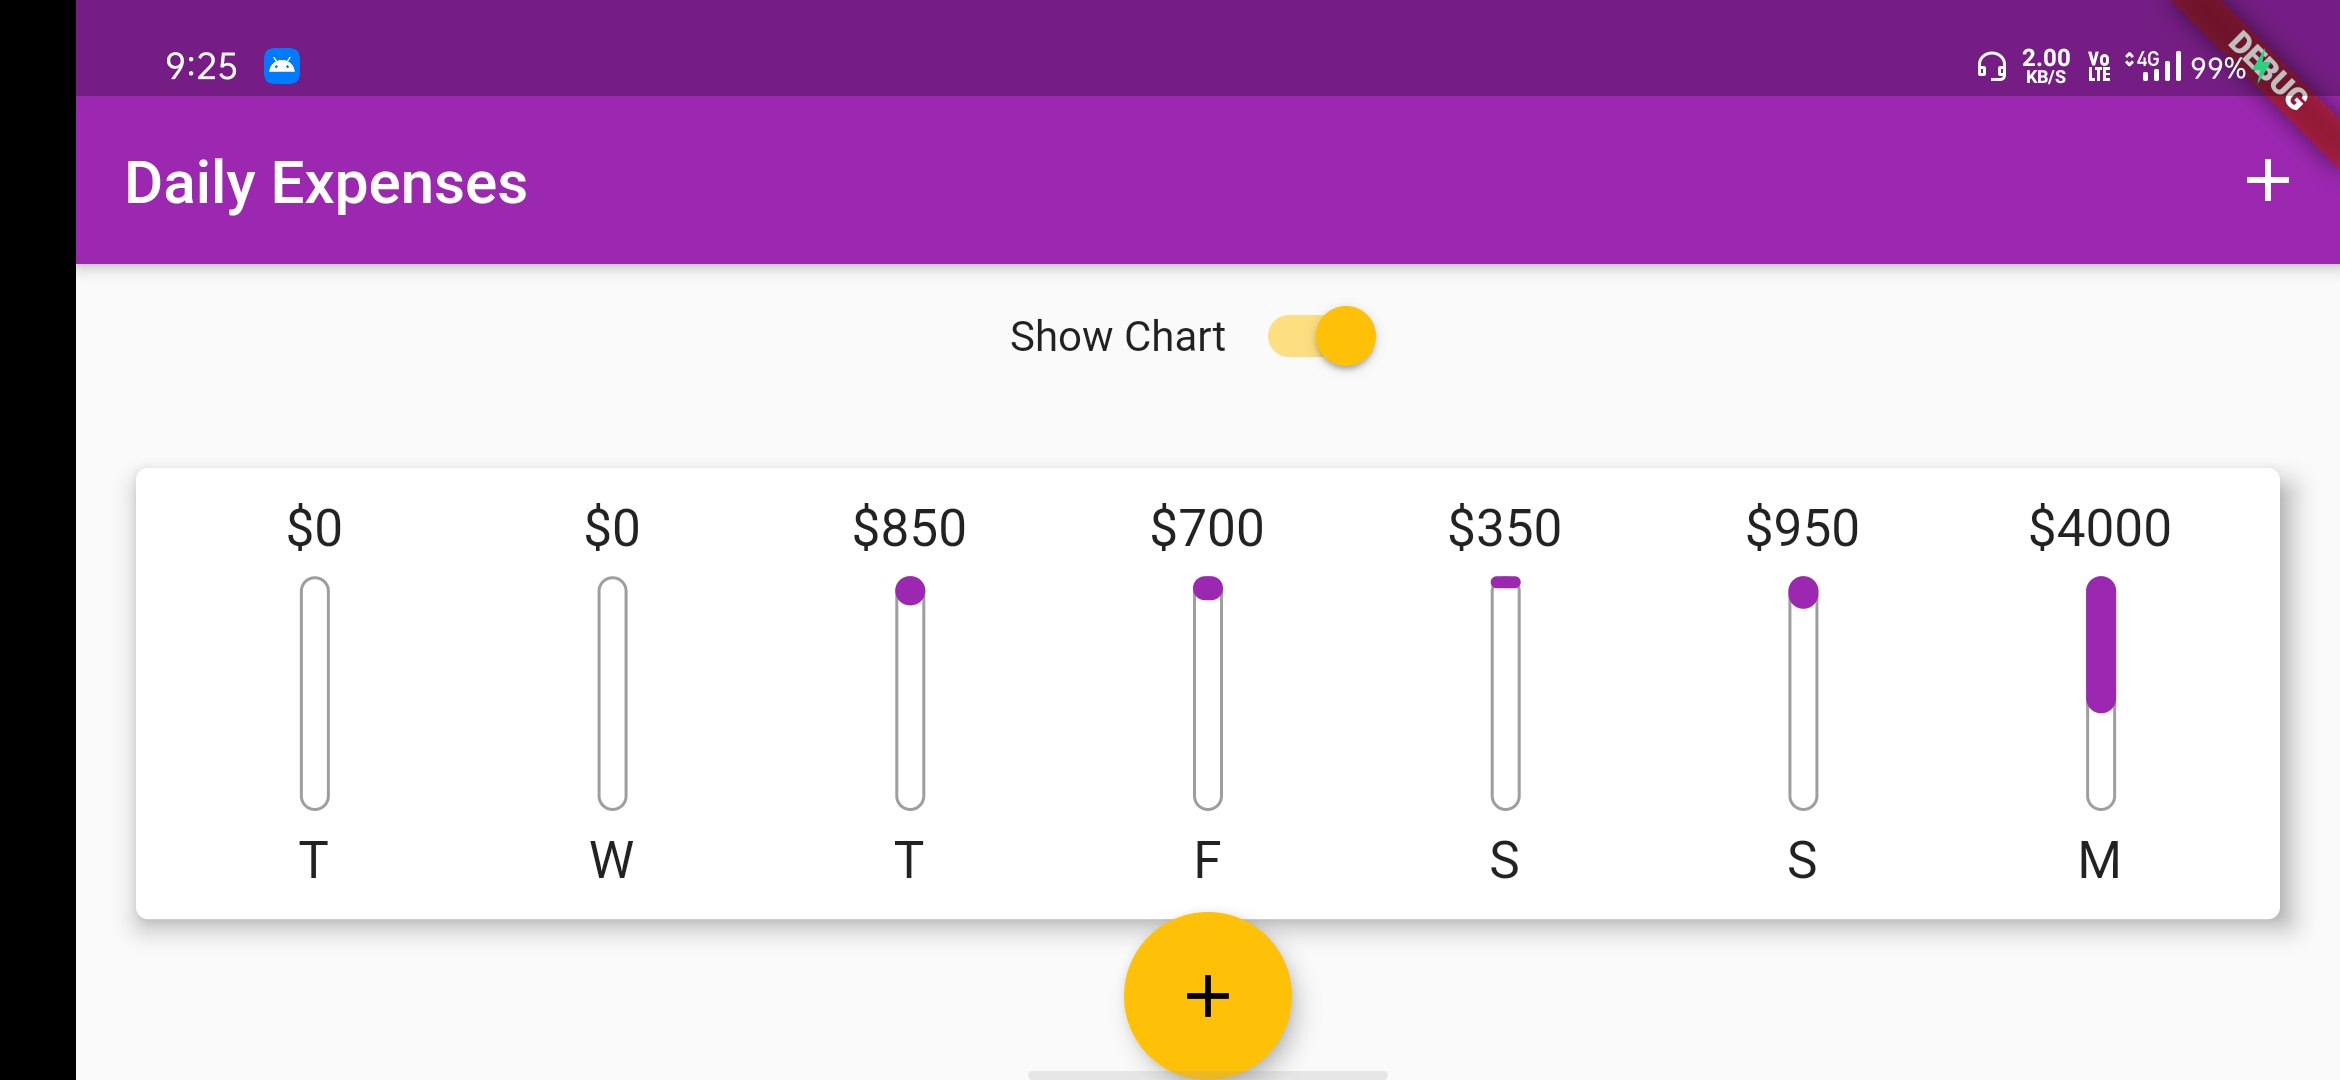 9:25
2.00 KB/S Vo LTE 4G 99%
DEBUG
Daily Expenses
Show Chart
$0 $0 $850 $700 $350 $950 $4000
T W T F S S M